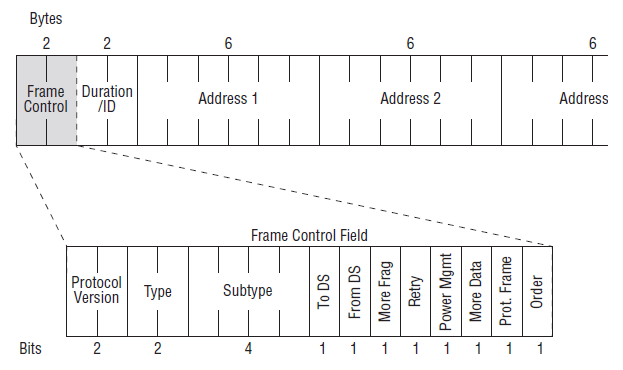 Bytes
2 2 6 6 6
Frame Control
Duration /ID
Address 1
Address 2
Address
Frame Control Field
Protocol Version
Type
Subtype
To DS
From DS
More Frag
Retry
Power Mgmt
More Data
Prot. Frame
Order
Bits 2 2 4 1 1 1 1 1 1 1 1